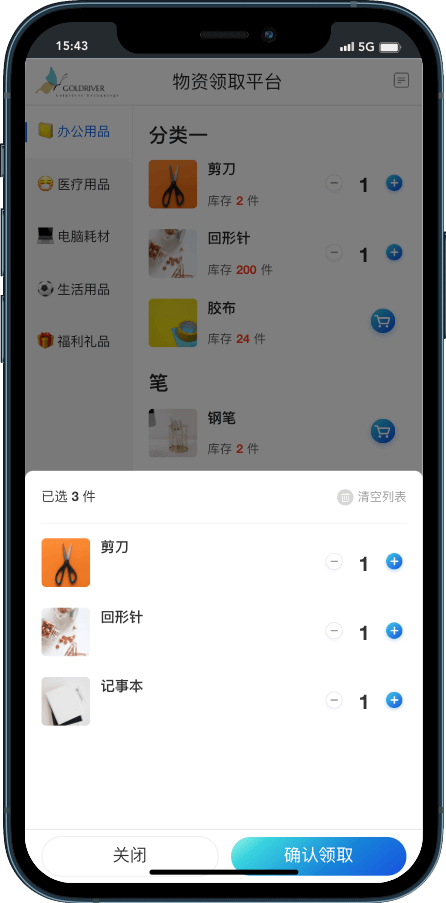 15:43
5G
GOLDRIVER
物资领取平台
办公用品
医疗用品
电脑耗材
生活用品
福利礼品
分类一
剪刀
库存 2 件
1
回形针
库存 200 件
1
胶布
库存 24 件
笔
钢笔
库存 2 件
已选 3 件
清空列表
剪刀
1
回形针
1
记事本
1
关闭
确认领取